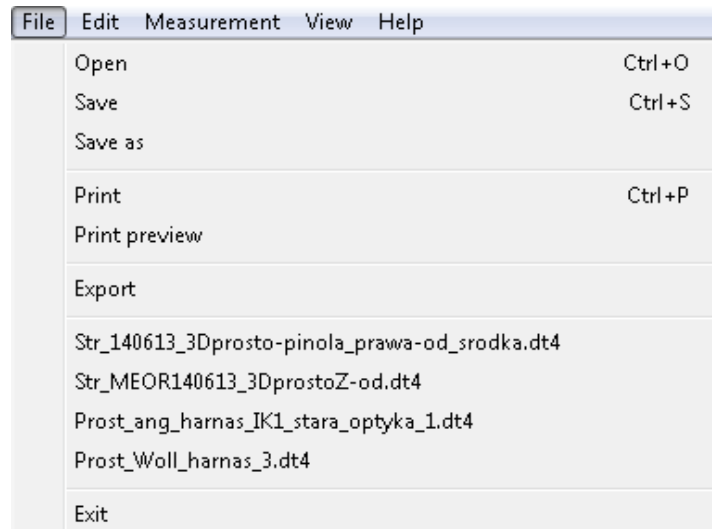 File Edit Measurement View Help
Open Ctrl+O
Save Ctrl+S
Save as
Print Ctrl+P
Print preview
Export
Str_140613_3Dprosto-pinola_prawa-od_srodka.dt4
Str_MEOR140613_3DprostoZ-od.dt4
Prost_ang_harnas_IK1_stara_optyka_1.dt4
Prost_Woll_harnas_3.dt4
Exit